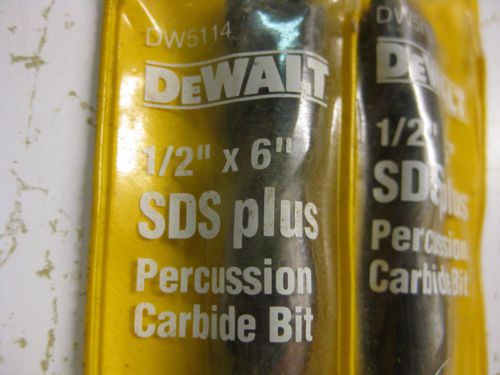 DW5114
DEWALT
1/2" x 6"
SDS plus
Percussion
Carbide Bit
DEWALT
1/2"
SDS plus
Percussion
Carbide Bit